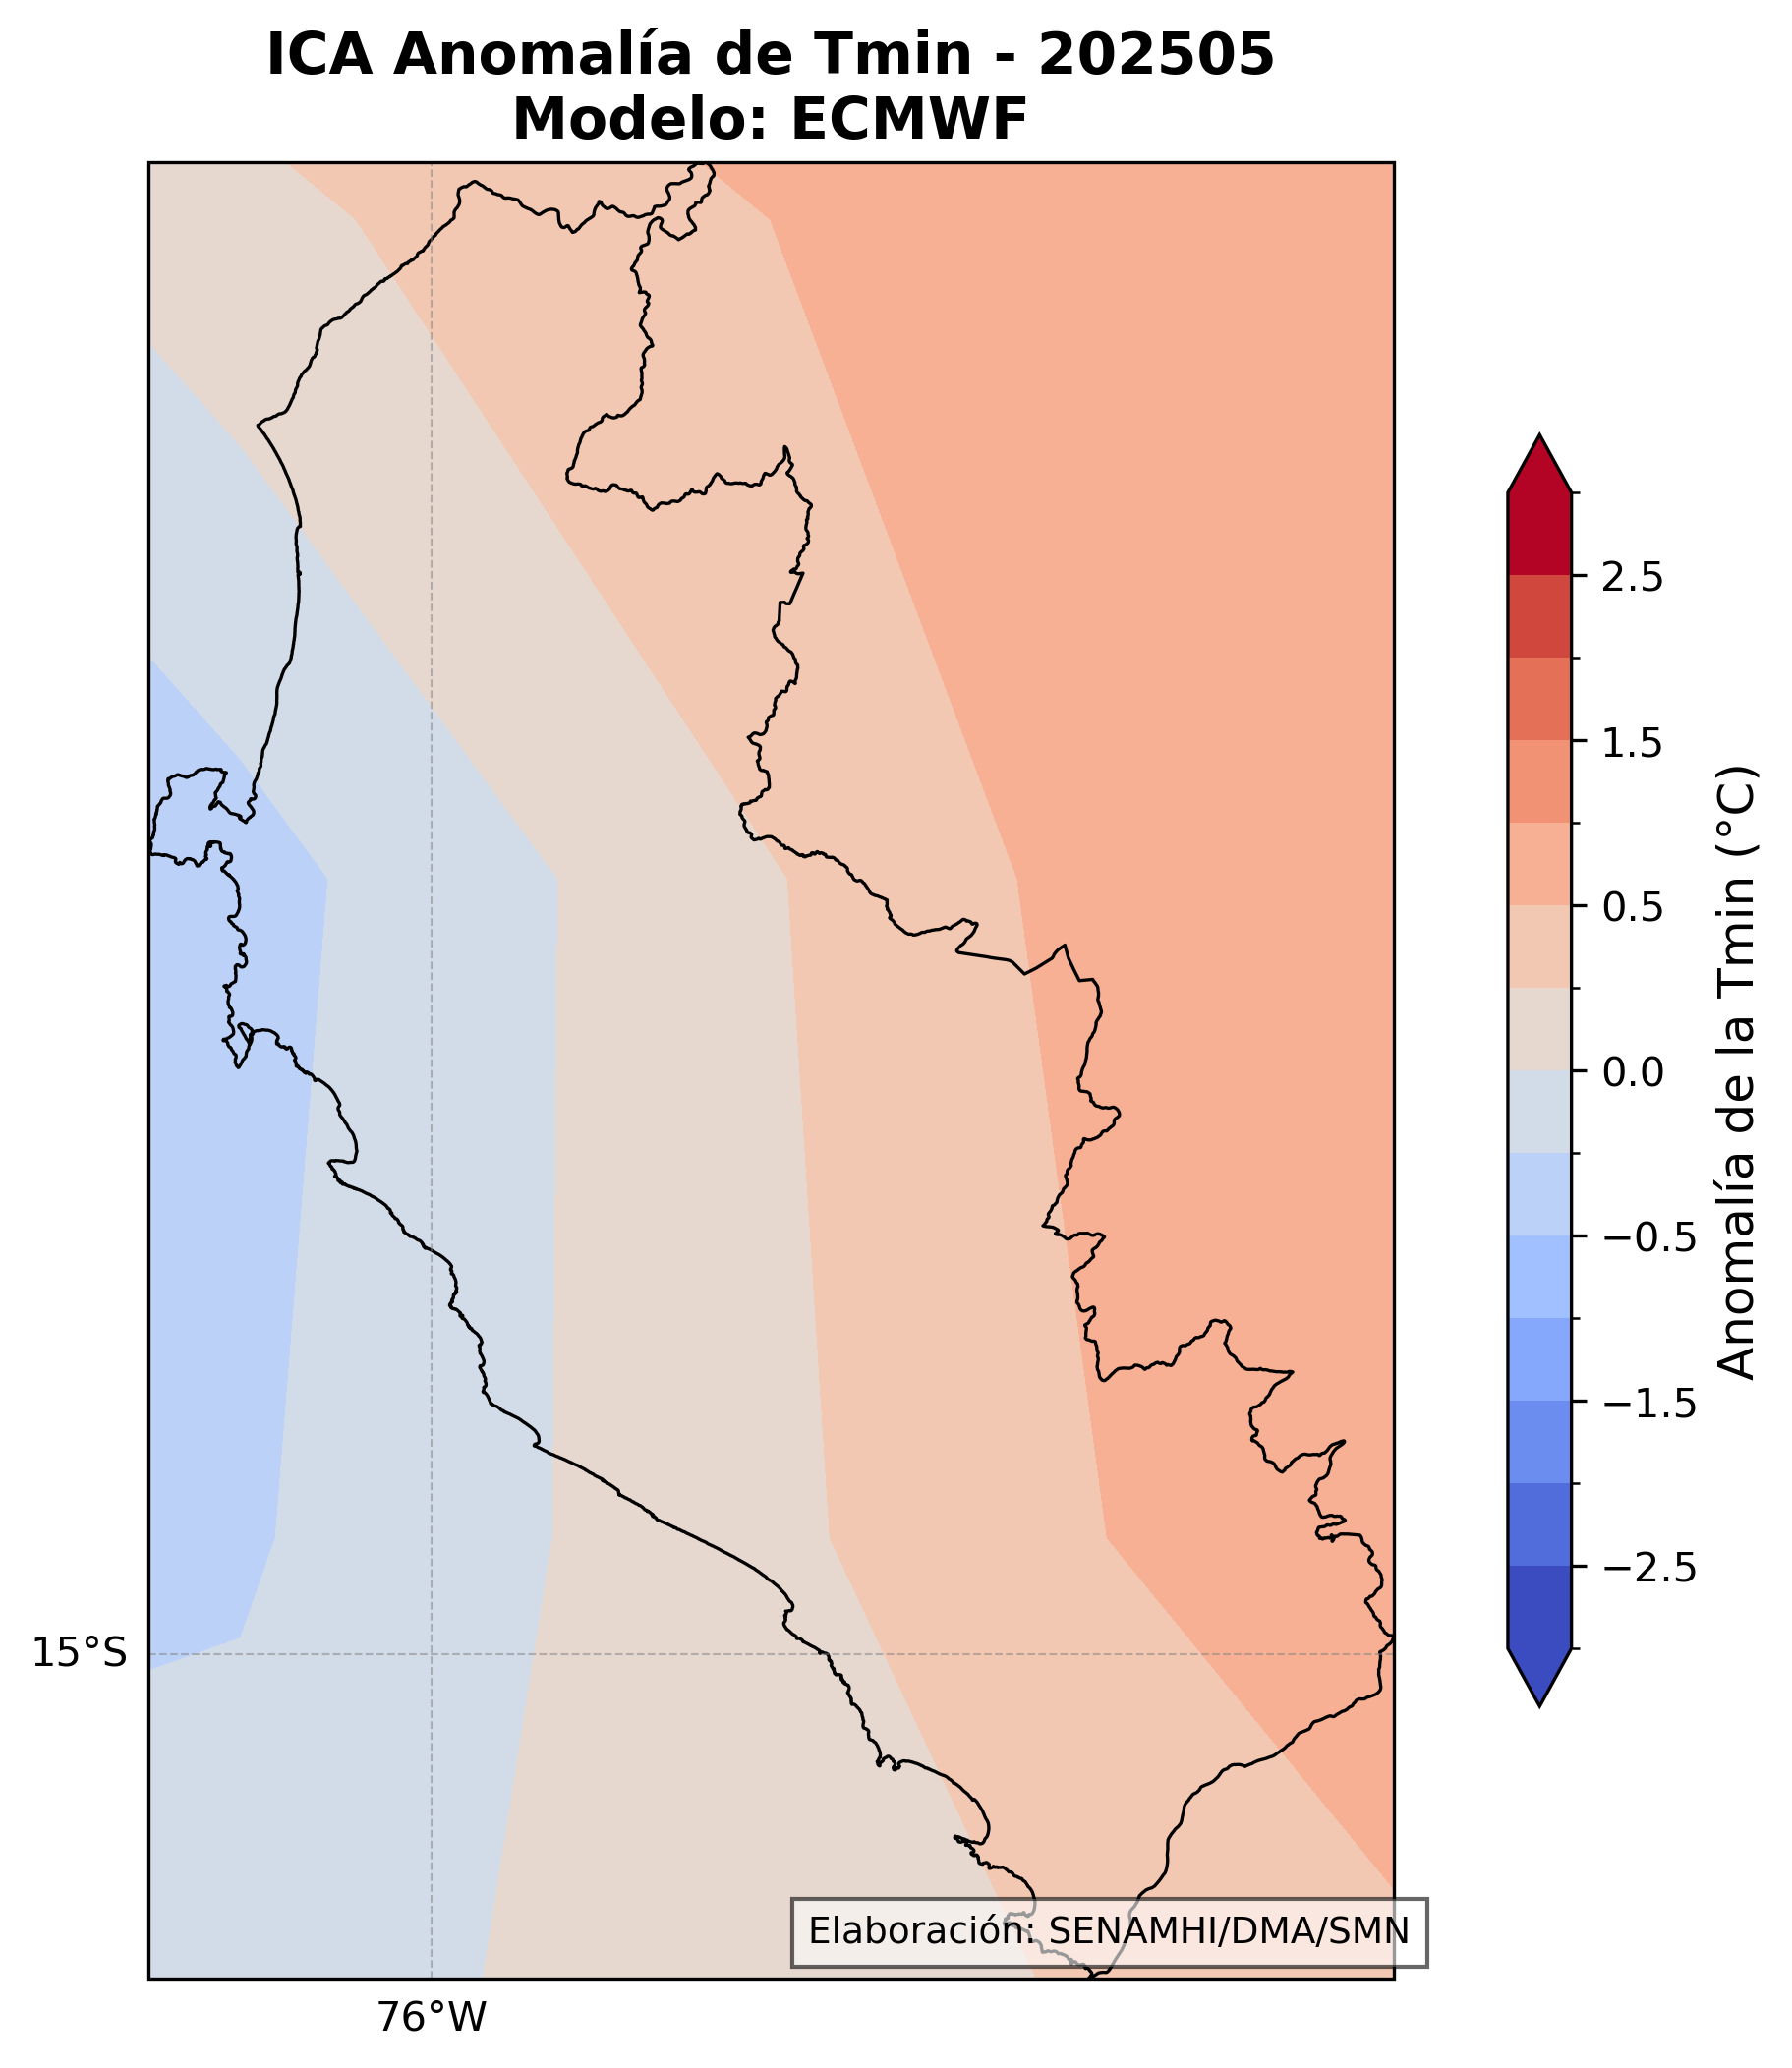 ICA Anomalía de Tmin - 202505
Modelo: ECMWF
2.5
1.5
0.5
0.0
−0.5
−1.5
−2.5
Anomalía de la Tmin (°C)
15°S
Elaboración: SENAMHI/DMA/SMN
76°W